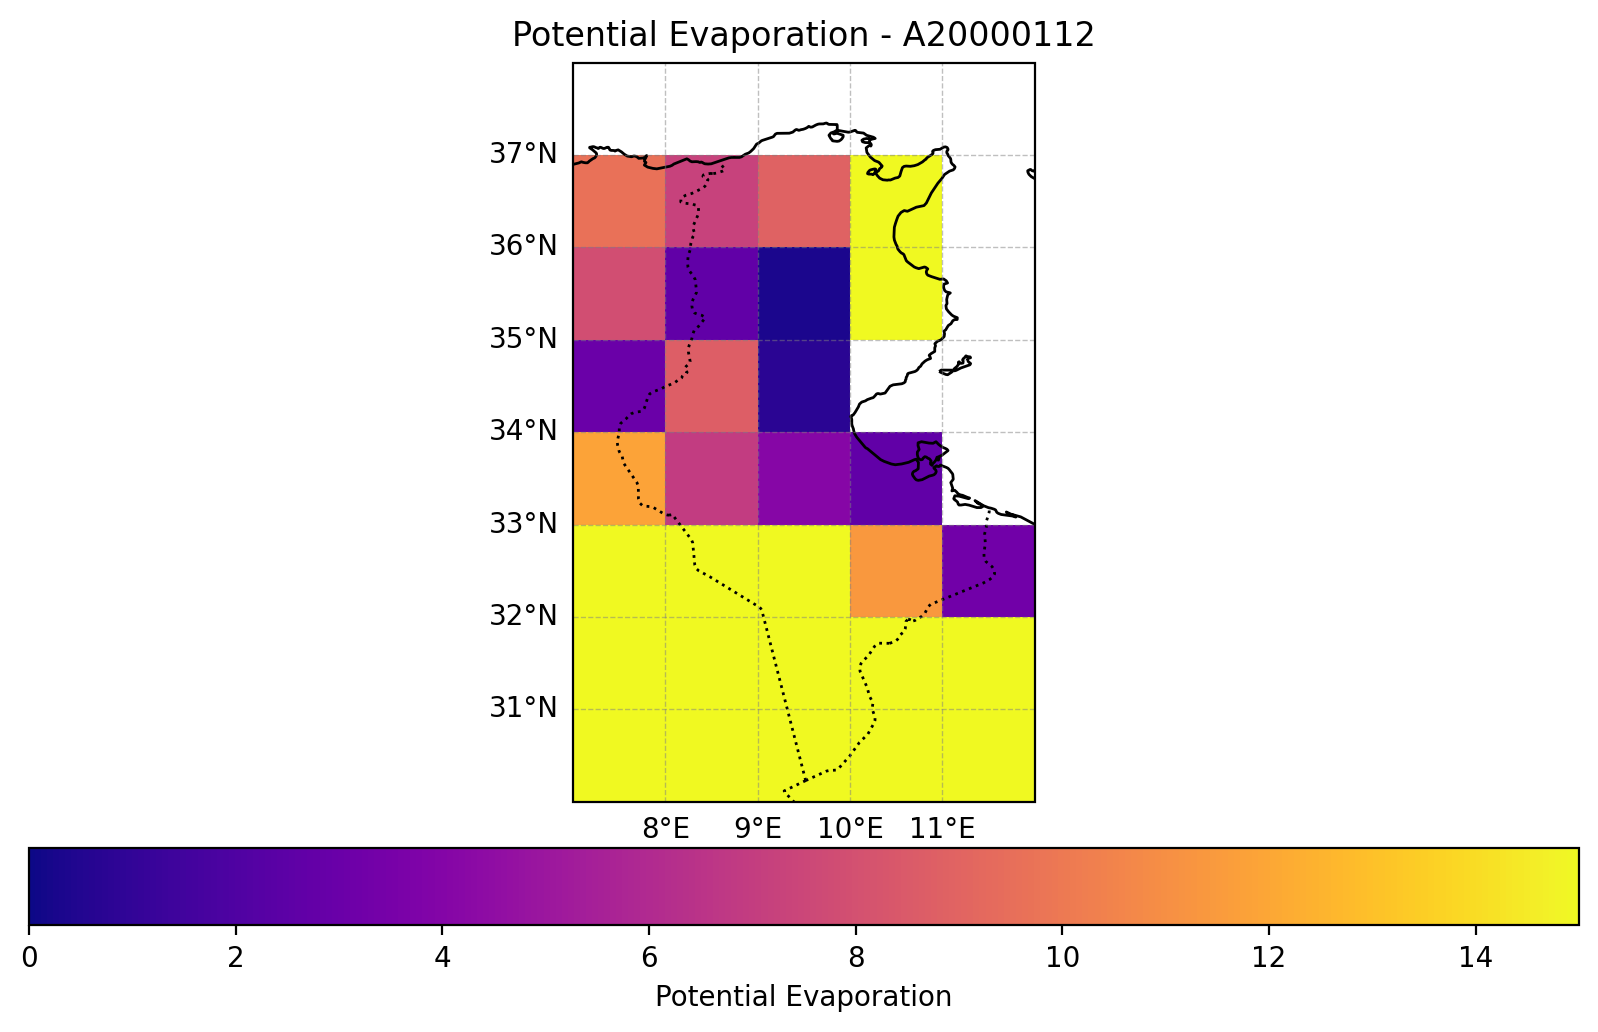 Potential Evaporation - A20000112
37°N
36°N
35°N
34°N
33°N
32°N
31°N
8°E 9°E 10°E 11°E
0 2 4 6 8 10 12 14
Potential Evaporation